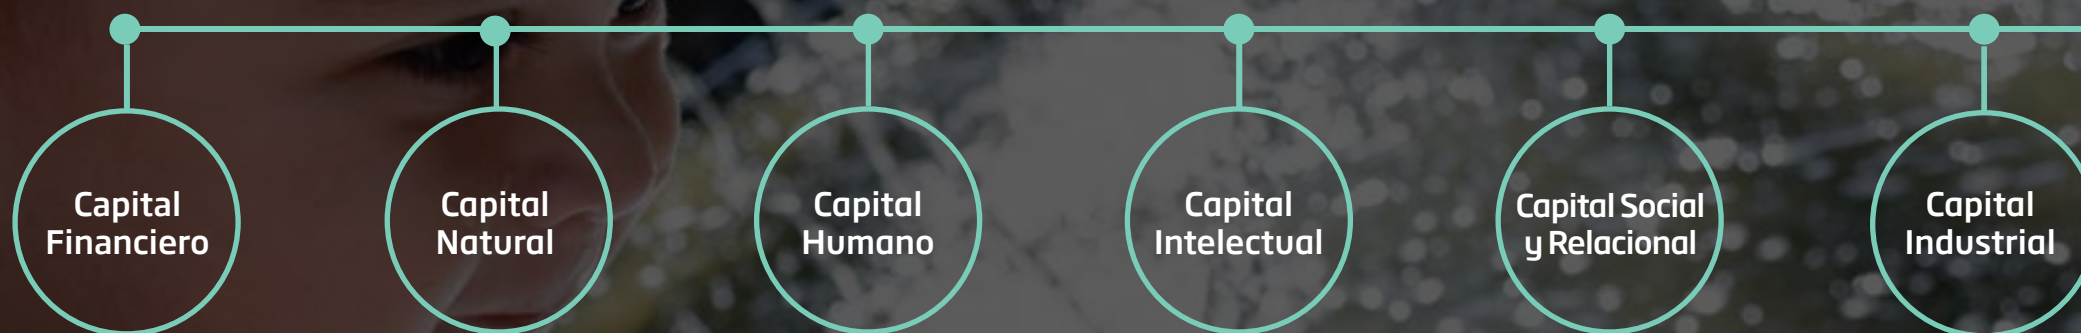 Capital
Financiero
Capital
Natural
Capital
Humano
Capital
Intelectual
Capital Social
y Relacional
Capital
Industrial